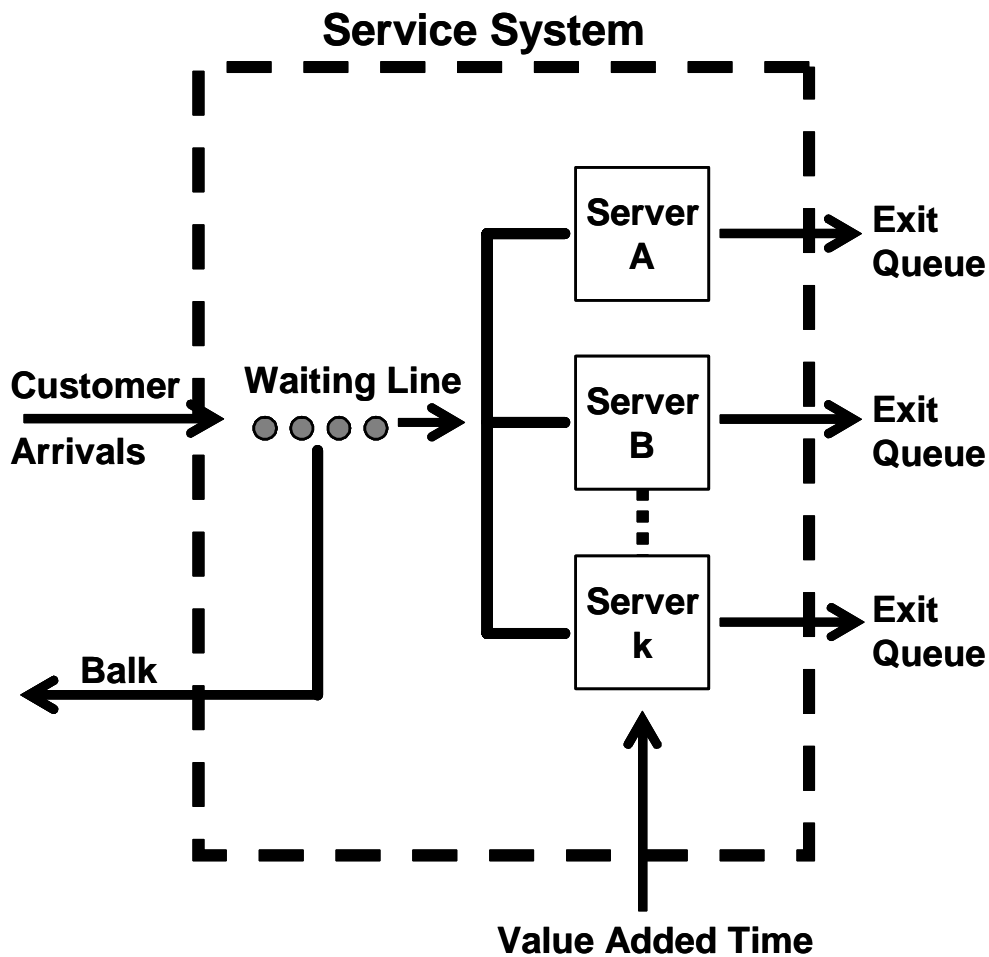 Service System
Server
A
Exit
Queue
Customer
Arrivals
Waiting Line
Server
B
Exit
Queue
Server
k
Exit
Queue
Balk
Value Added Time